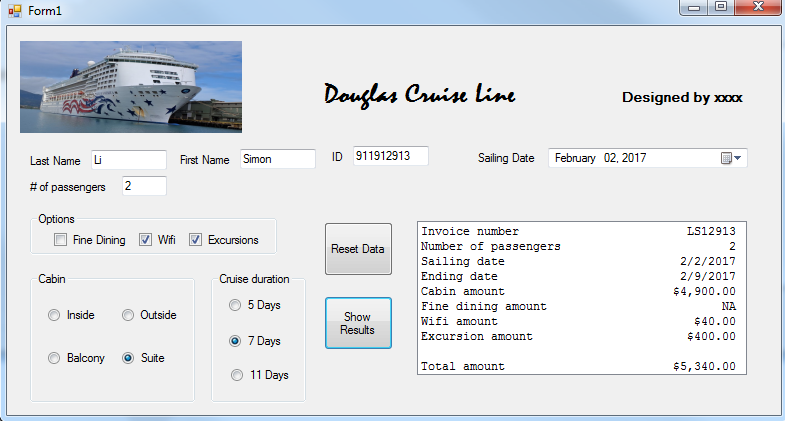 Form1
Douglas Cruise Line
Designed by xxxx
Last Name Li First Name Simon ID 911912913 Sailing Date February 02, 2017
# of passengers 2
Options
Fine Dining Wifi Excursions
Cabin
Inside Outside
Balcony Suite
Cruise duration
5 Days
7 Days
11 Days
Reset Data
Show
Results
Invoice number LS12913
Number of passengers 2
Sailing date 2/2/2017
Ending date 2/9/2017
Cabin amount $4,900.00
Fine dining amount NA
Wifi amount $40.00
Excursion amount $400.00
Total amount $5,340.00